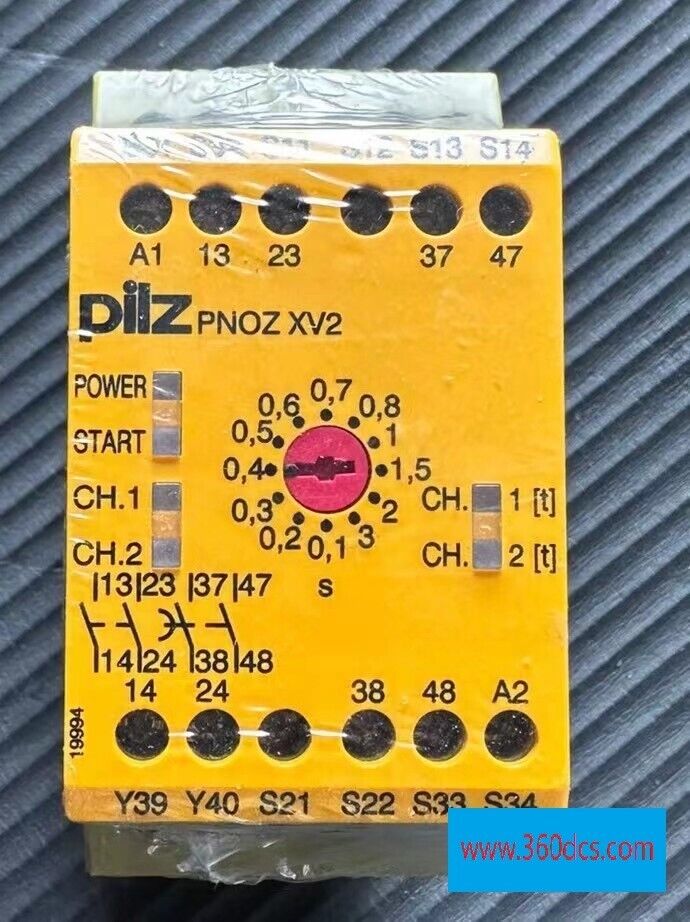 S11 S12 S13 S14
A1 13 23 37 47
pilz PNOZ XV2
POWER
START
CH.1
CH.2
0,7
0,6 0,8
0,5 1
0,4 1,5
0,3 2
0,2 0,1 3
s
CH. 1 [t]
CH. 2 [t]
13 23 37 47
14 24 38 48
14 24 38 48 A2
19994
Y39 Y40 S21 S22 S33 S34
www.360dcs.com